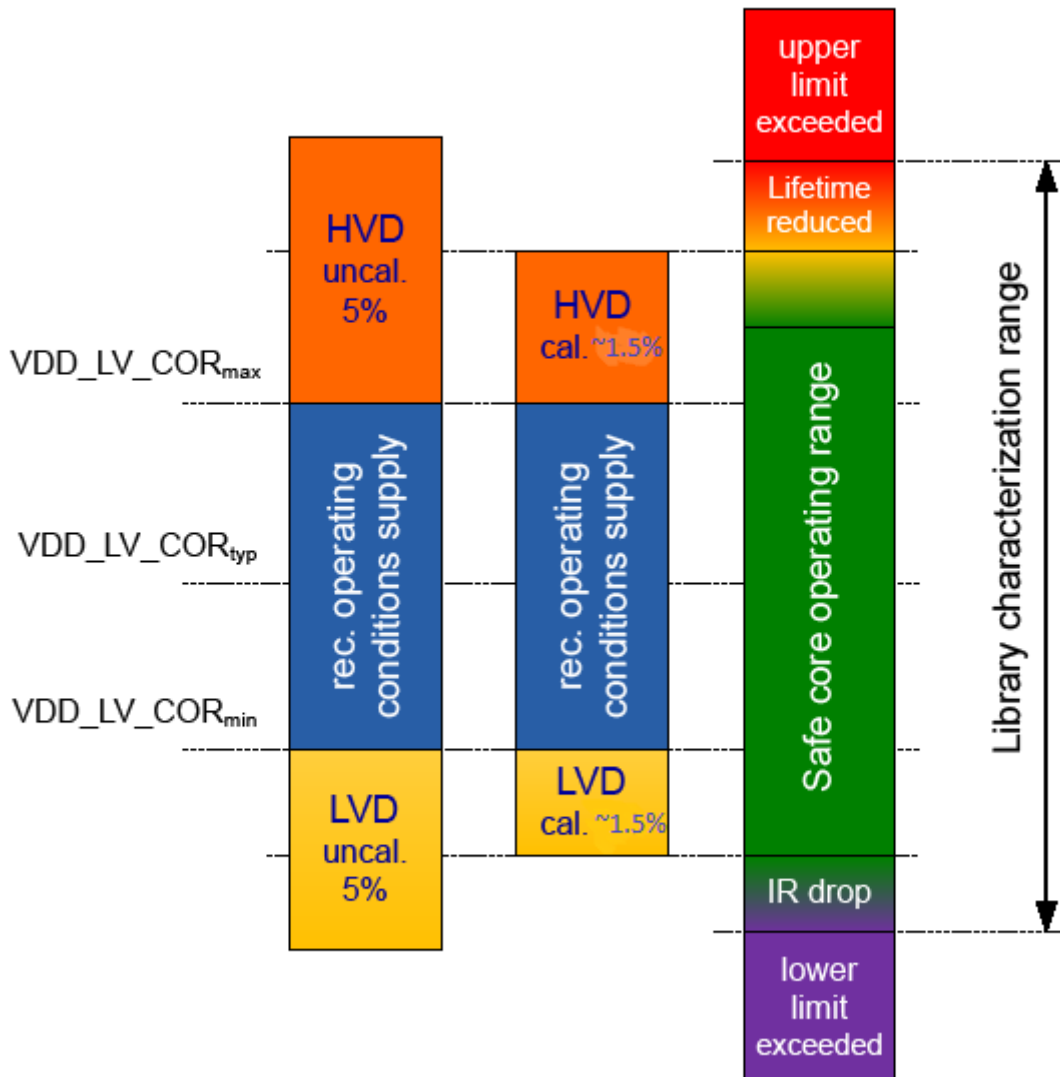 upper
limit
exceeded
Lifetime
reduced
HVD
uncal.
5%
HVD
cal. ~1.5%
VDD_LV_CORmax
VDD_LV_CORtyp
VDD_LV_CORmin
rec. operating
conditions supply
rec. operating
conditions supply
Safe core operating range
Library characterization range
LVD
uncal.
5%
LVD
cal. ~1.5%
IR drop
lower
limit
exceeded